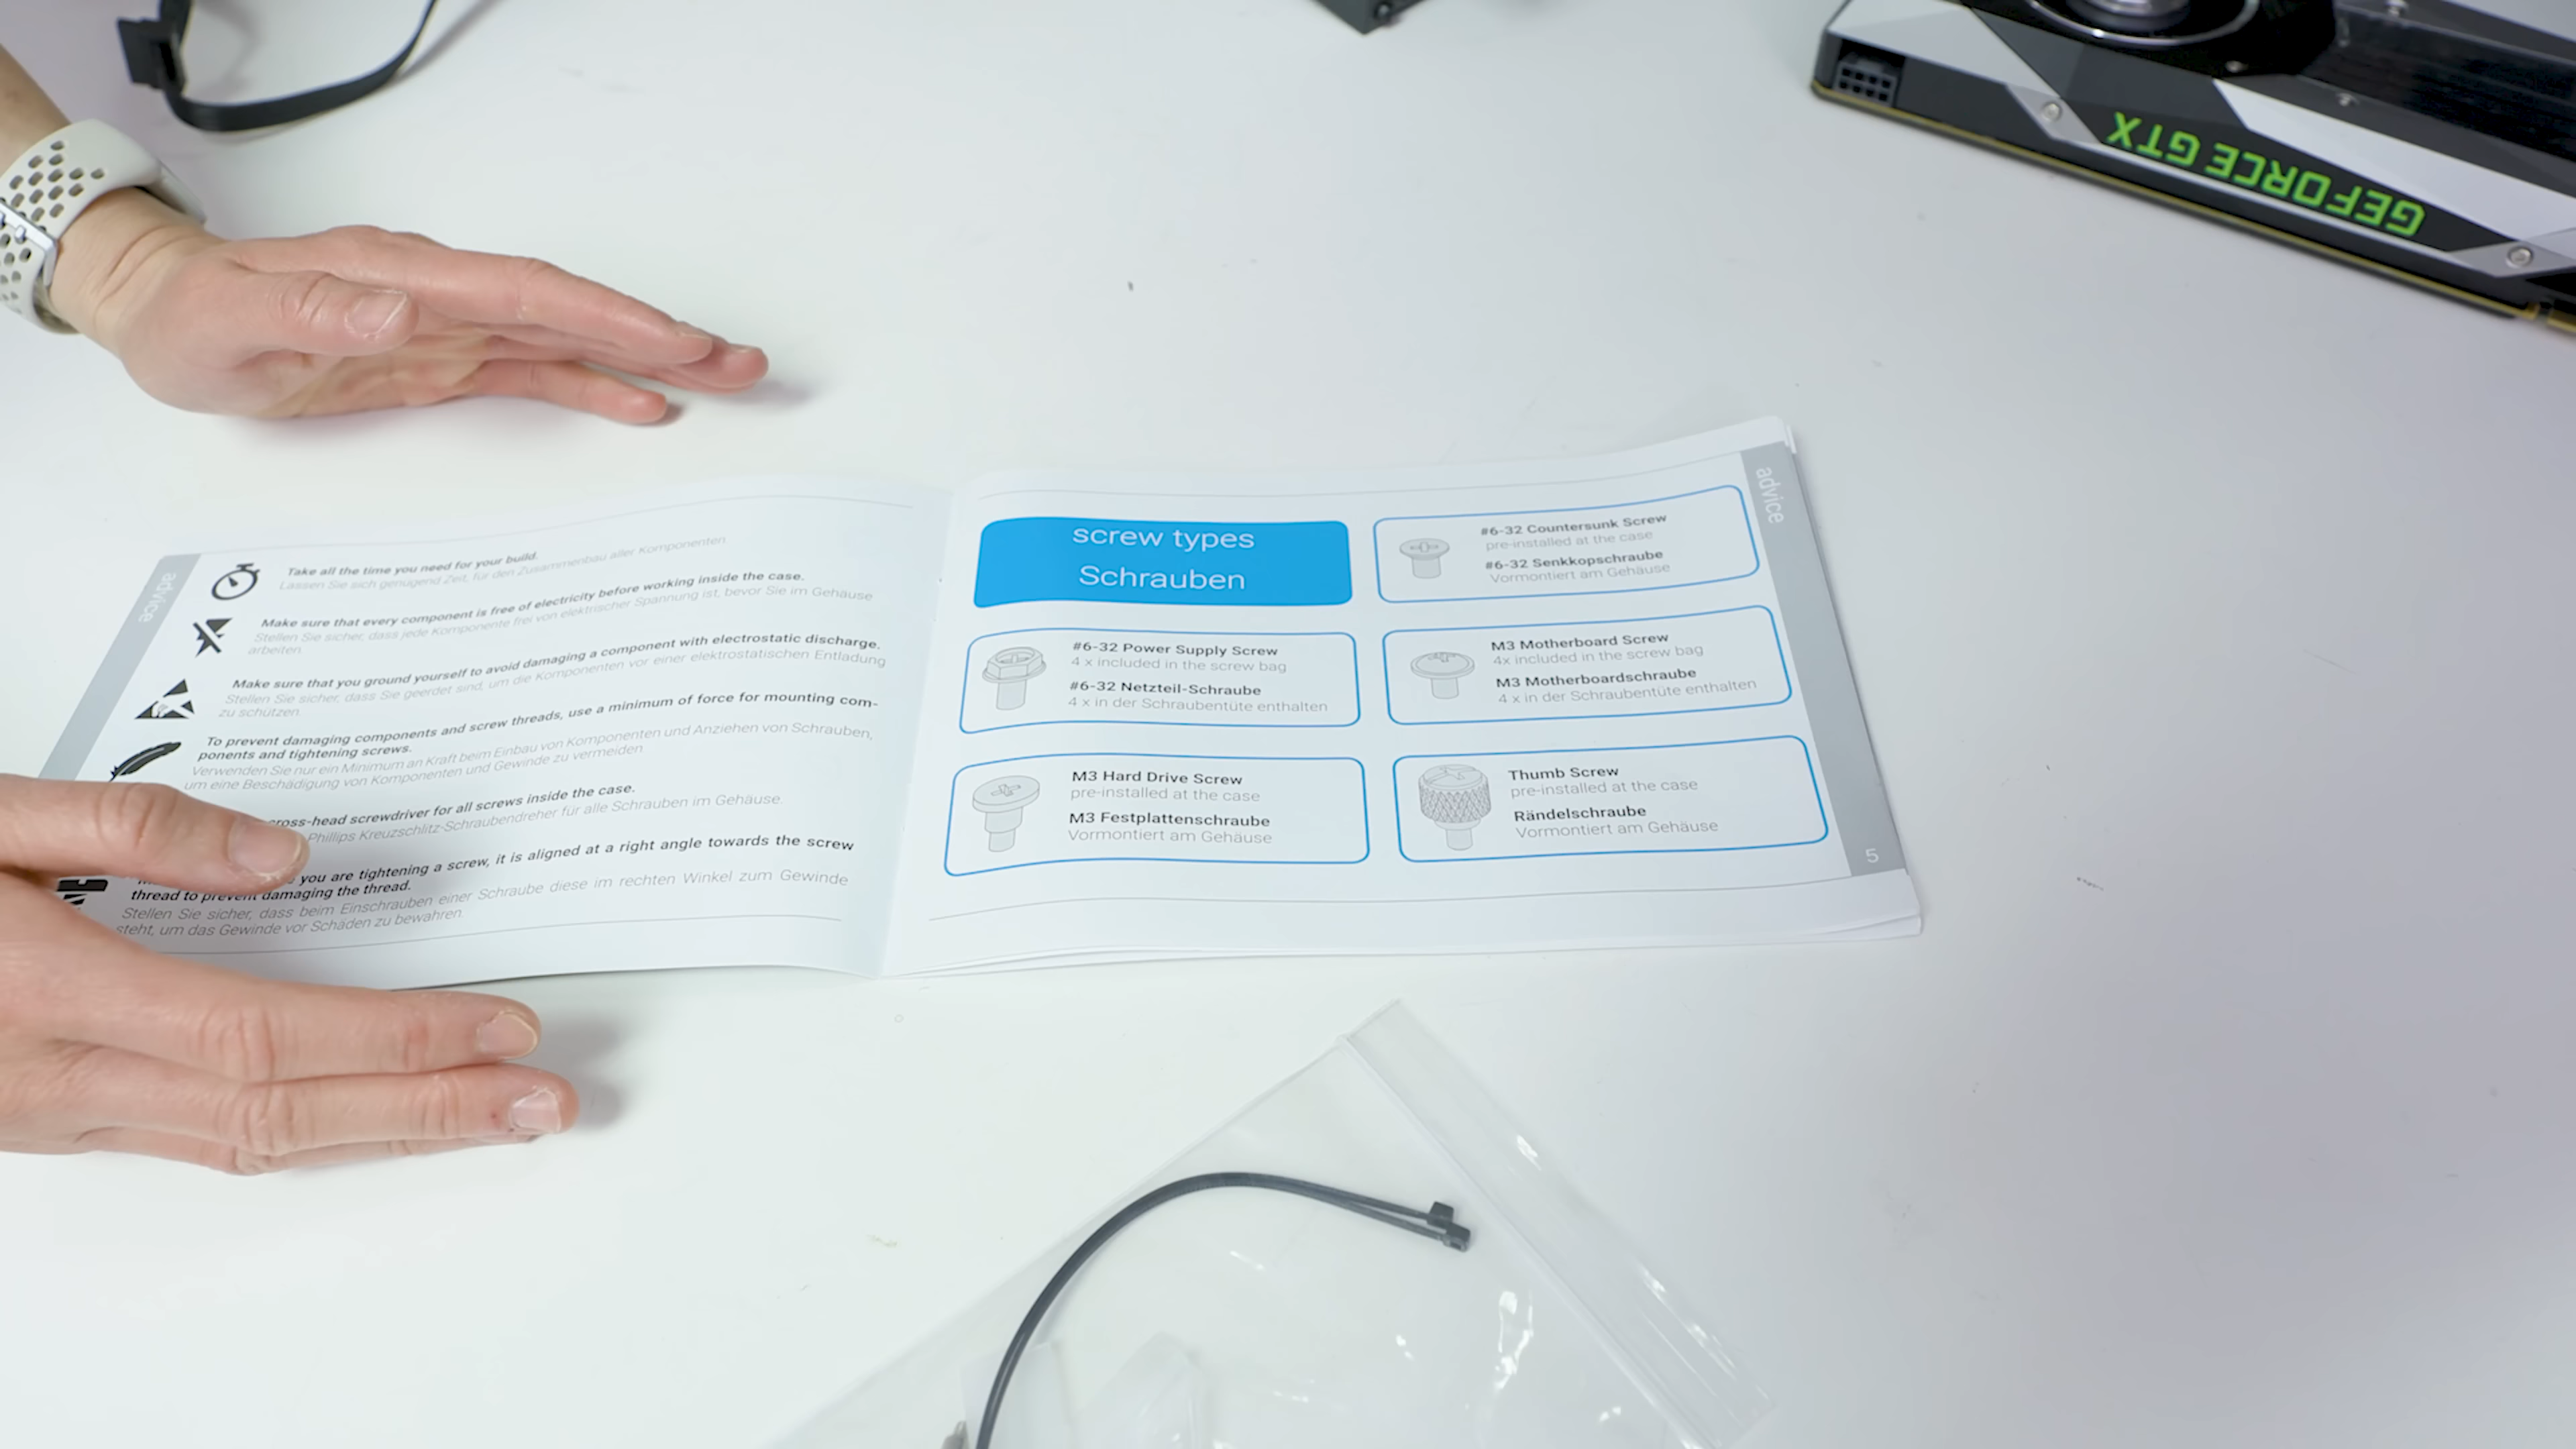 GEFORCE GTX
advice
Take all the time you need for your build.
Lassen Sie sich genügend Zeit, für den Zusammenbau aller Komponenten.
Make sure that every component is free of electricity before working inside the case.
Stellen Sie sicher, dass jede Komponente frei von elektrischer Spannung ist, bevor Sie im Gehäuse
arbeiten.
Make sure that you ground yourself to avoid damaging a component with electrostatic discharge.
Stellen Sie sicher, dass Sie geerdet sind, um die Komponenten vor einer elektrostatischen Entladung
zu schützen.
To prevent damaging components and screw threads, use a minimum of force for mounting com-
ponents and tightening screws.
Verwenden Sie nur ein Minimum an Kraft beim Einbau von Komponenten und Anziehen von Schrauben,
um eine Beschädigung von Komponenten und Gewinde zu vermeiden.
ross-head screwdriver for all screws inside the case.
Phillips Kreuzschlitz-Schraubendreher für alle Schrauben im Gehäuse.
you are tightening a screw, it is aligned at a right angle towards the screw
thread to prevent damaging the thread.
Stellen Sie sicher, dass beim Einschrauben einer Schraube diese im rechten Winkel zum Gewinde
steht, um das Gewinde vor Schäden zu bewahren.
screw types
Schrauben
#6-32 Power Supply Screw
4 x included in the screw bag
#6-32 Netzteil-Schraube
4 x in der Schraubentüte enthalten
M3 Hard Drive Screw
pre-installed at the case
M3 Festplattenschraube
Vormontiert am Gehäuse
#6-32 Countersunk Screw
pre-installed at the case
#6-32 Senkkopschraube
Vormontiert am Gehäuse
M3 Motherboard Screw
4x included in the screw bag
M3 Motherboardschraube
4 x in der Schraubentüte enthalten
Thumb Screw
pre-installed at the case
Rändelschraube
Vormontiert am Gehäuse
advice
5